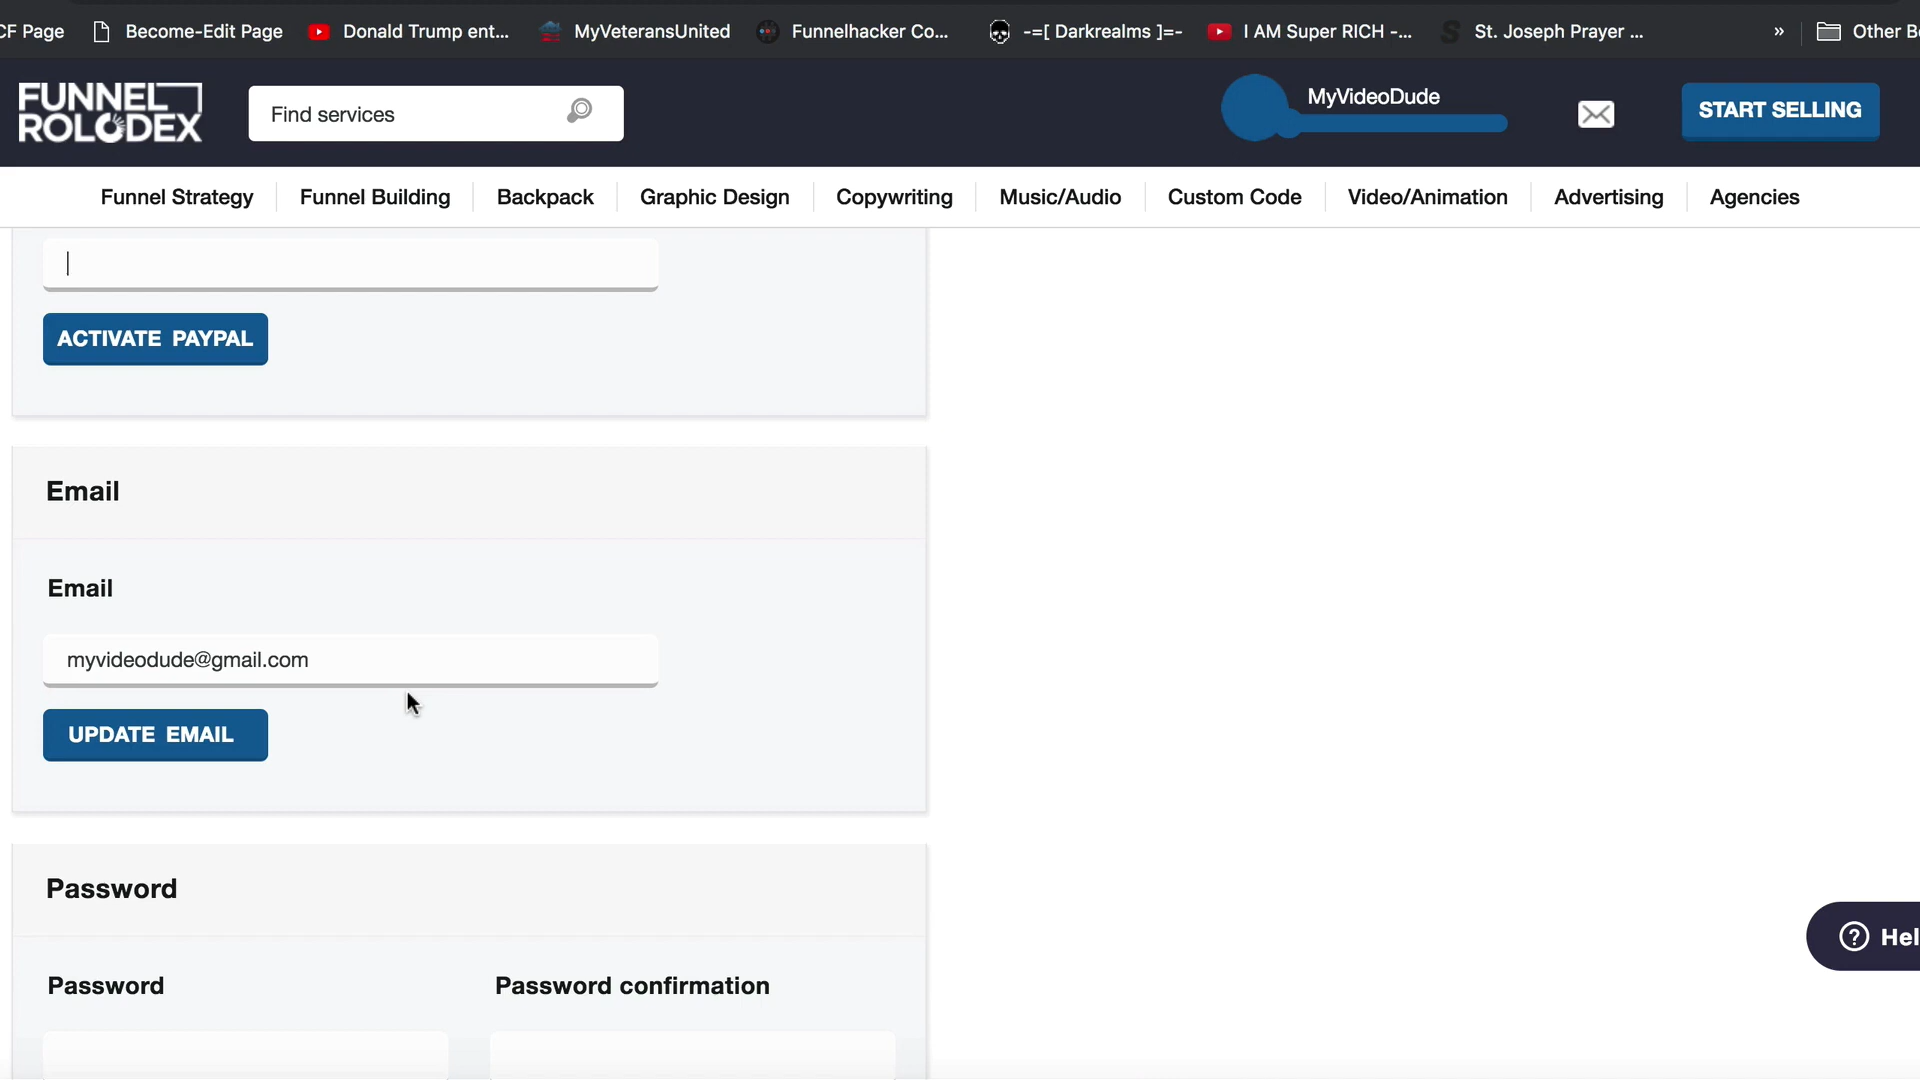 CF Page
Become-Edit Page
Donald Trump ent...
MyVeteransUnited
Funnelhacker Co...
-=[ Darkrealms ]=-
I AM Super RICH -...
St. Joseph Prayer ...
»
Other B
FUNNEL
ROLODEX
Find services
MyVideoDude
START SELLING
Funnel Strategy
Funnel Building
Backpack
Graphic Design
Copywriting
Music/Audio
Custom Code
Video/Animation
Advertising
Agencies
ACTIVATE PAYPAL
Email
Email
myvideodude@gmail.com
UPDATE EMAIL
Password
Password
Password confirmation
? Hel